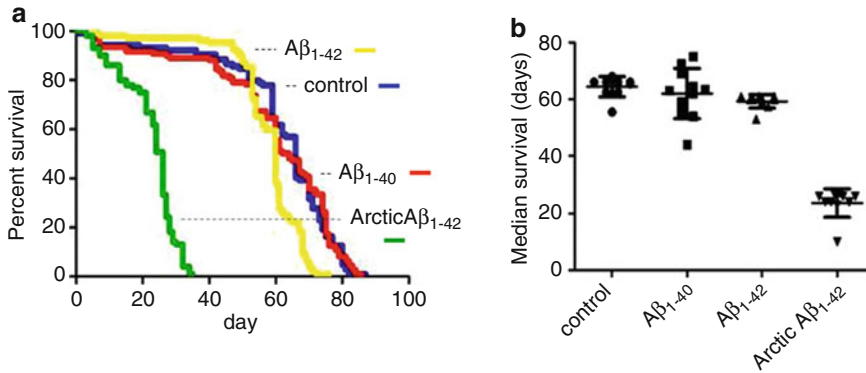 a
Percent survival
100
80
60
40
20
0
Aβ1-42
control
Aβ1-40
ArcticAβ1-42
0 20 40 60 80 100
day
b
Median survival (days)
80
60
40
20
0
control
Aβ1-40
Aβ1-42
Arctic Aβ1-42